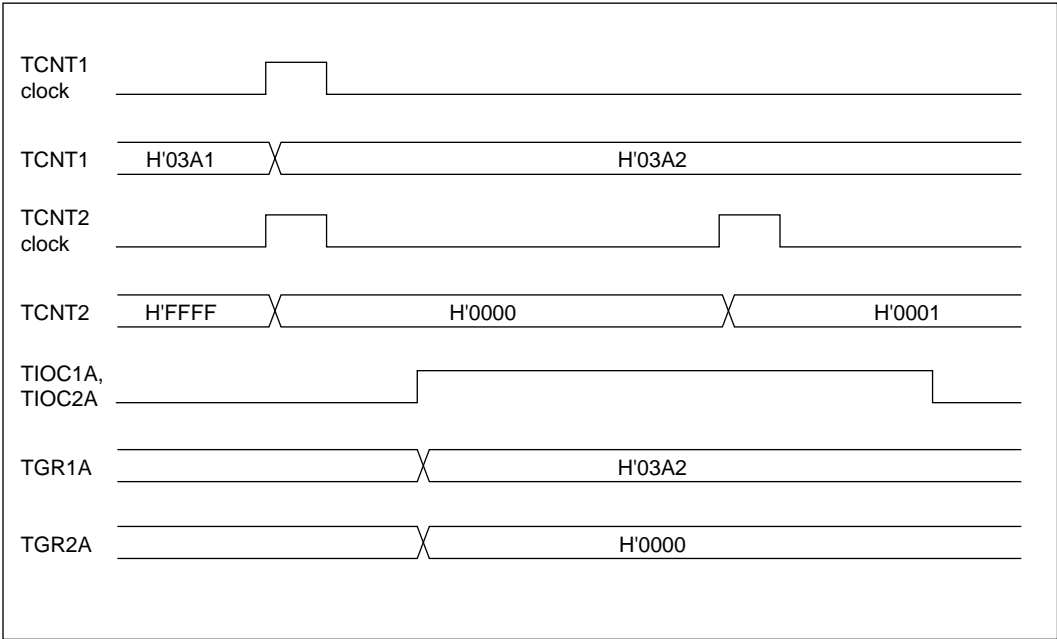 TCNT1
clock
TCNT1 H'03A1 H'03A2
TCNT2
clock
TCNT2 H'FFFF H'0000 H'0001
TIOC1A,
TIOC2A
TGR1A H'03A2
TGR2A H'0000